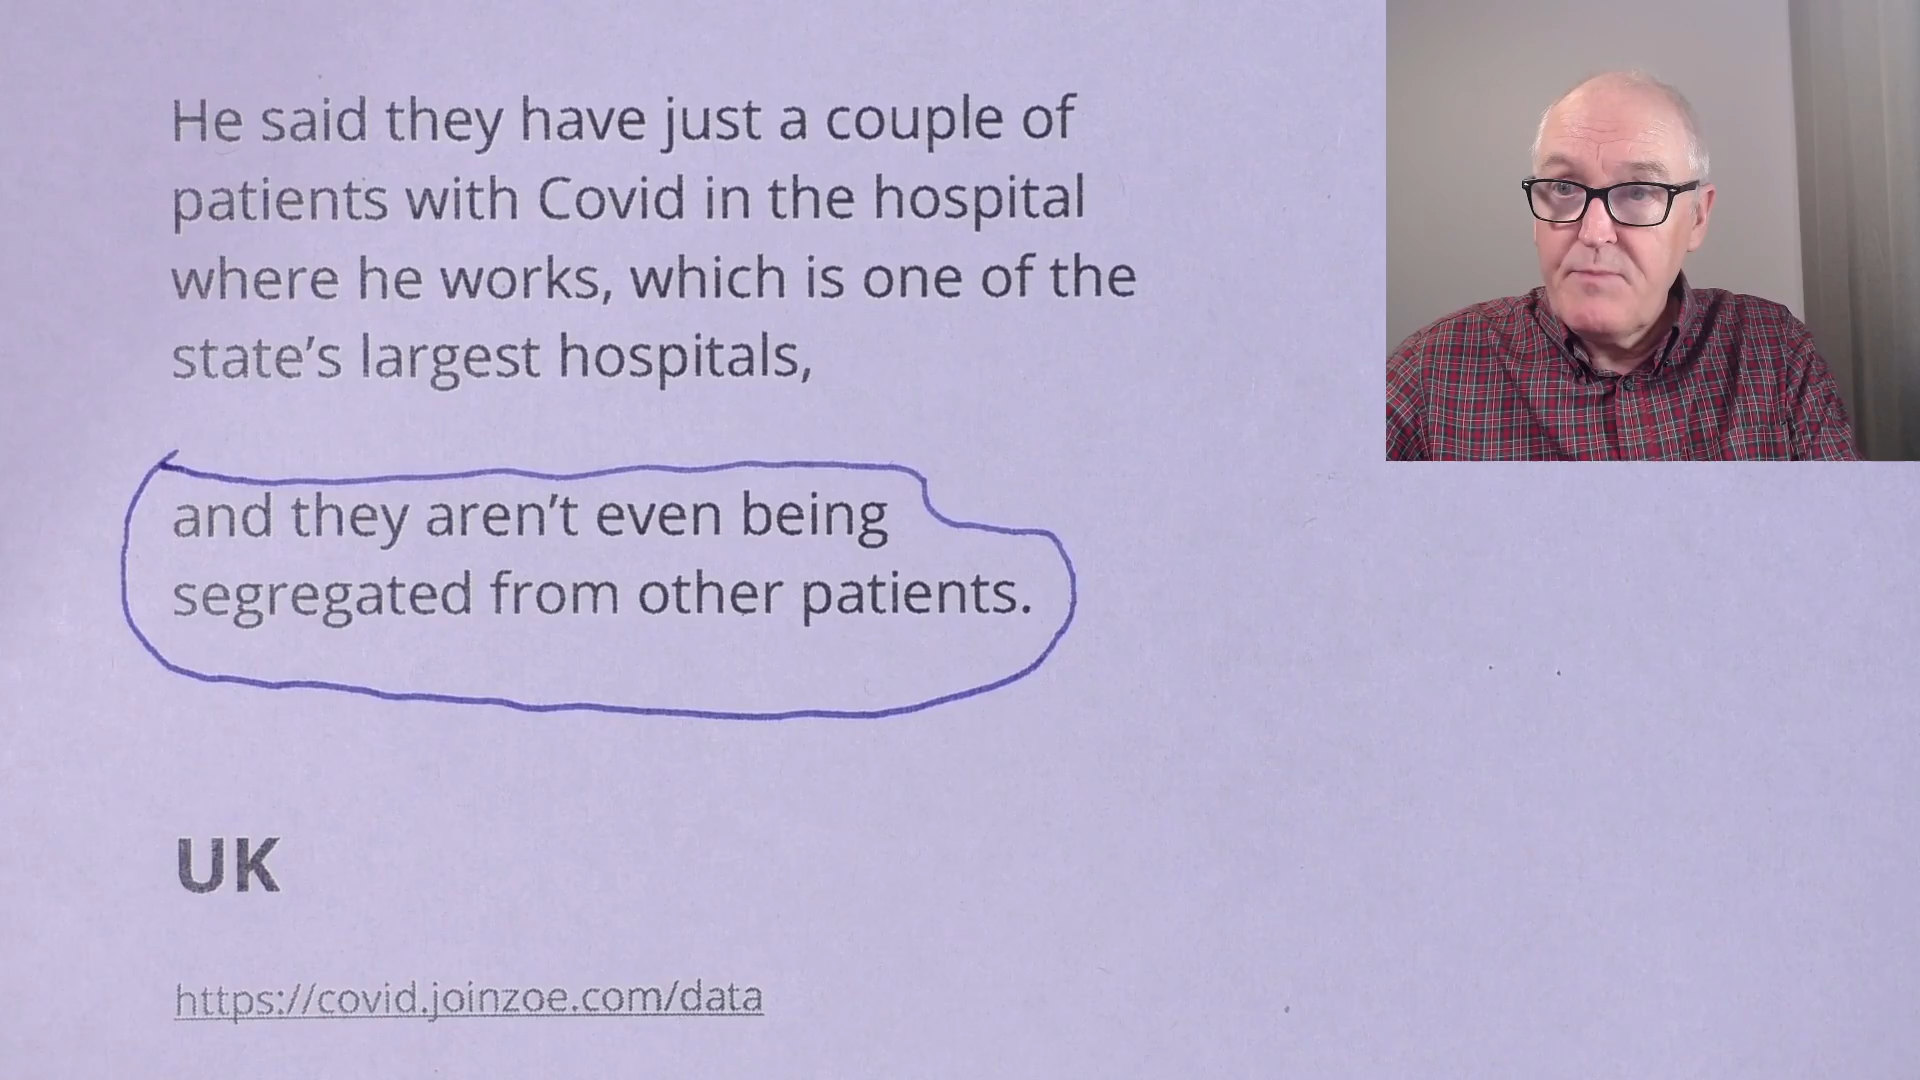 He said they have just a couple of
patients with Covid in the hospital
where he works, which is one of the
state’s largest hospitals,
and they aren’t even being
segregated from other patients.
UK
https://covid.joinzoe.com/data